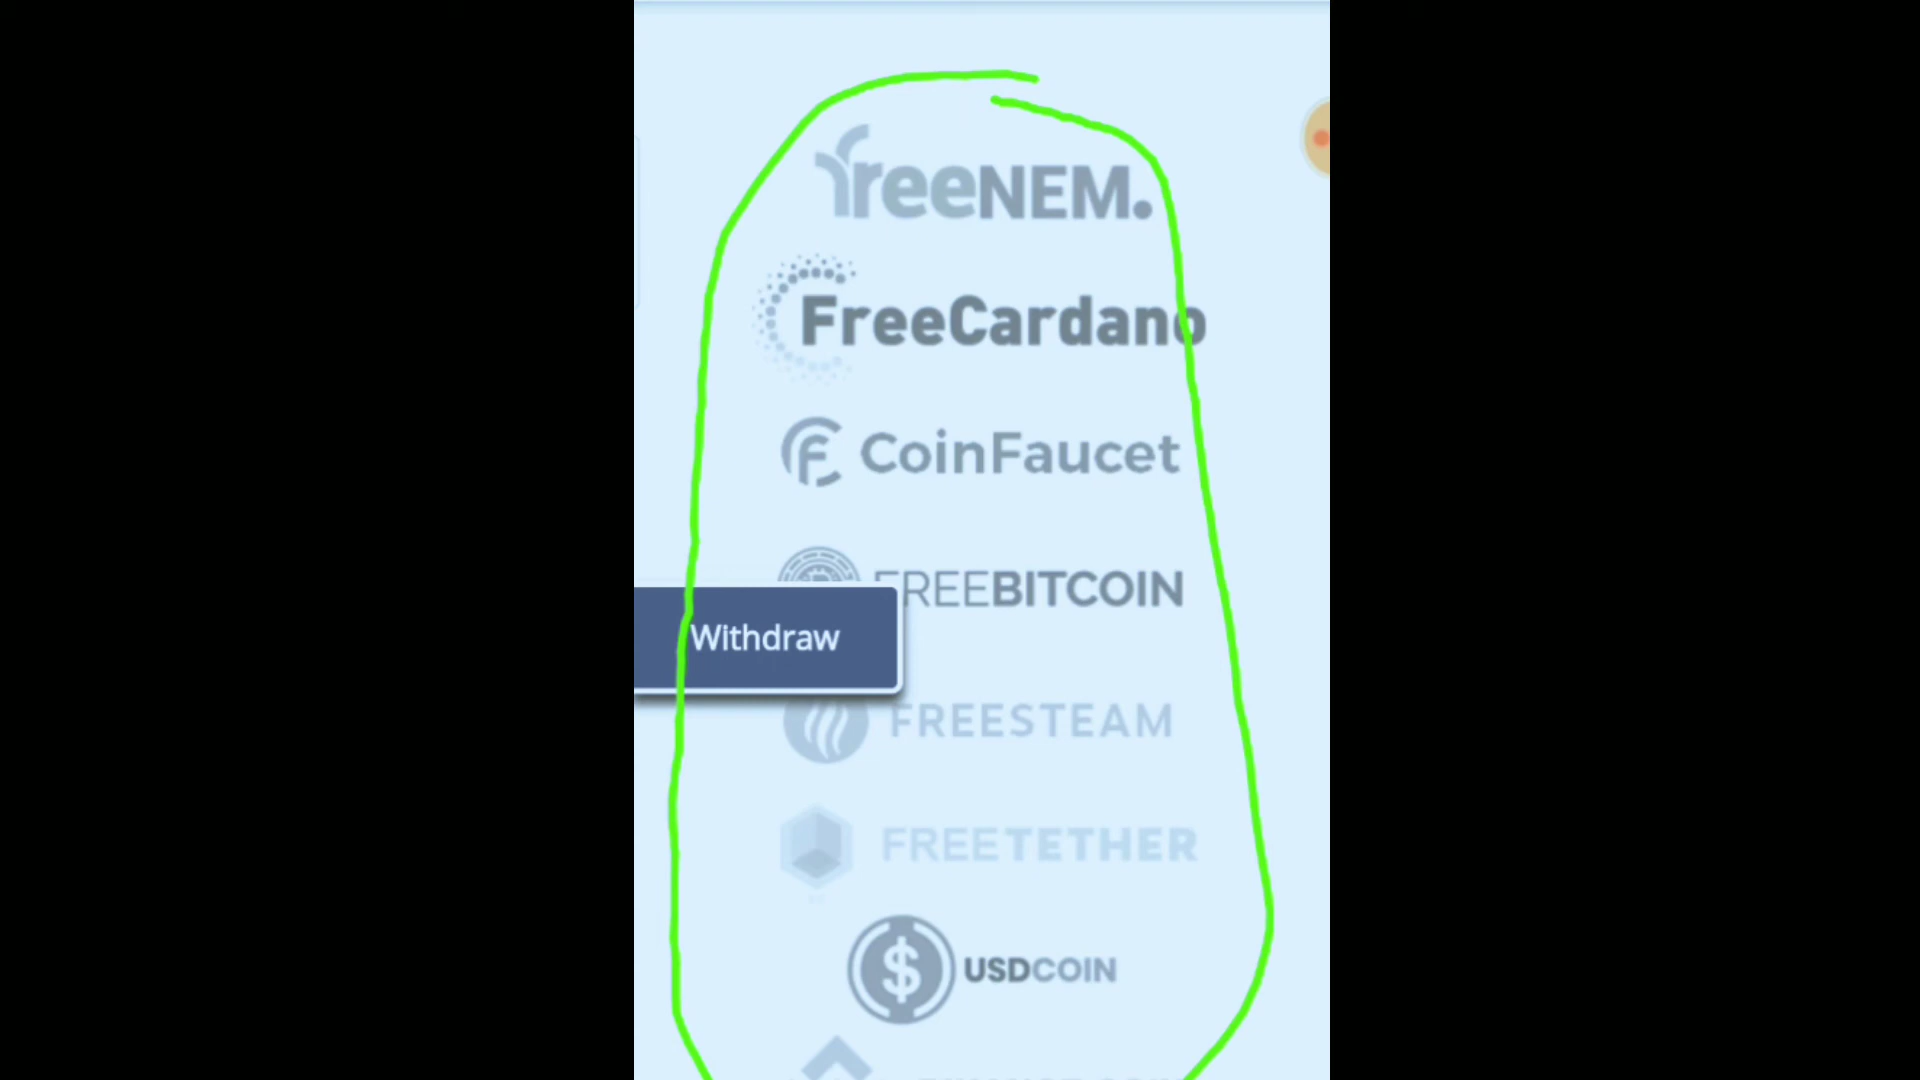 freeNEM.
FreeCardano
CoinFaucet
FREEBITCOIN
Withdraw
FREESTEAM
FREETETHER
USDCOIN